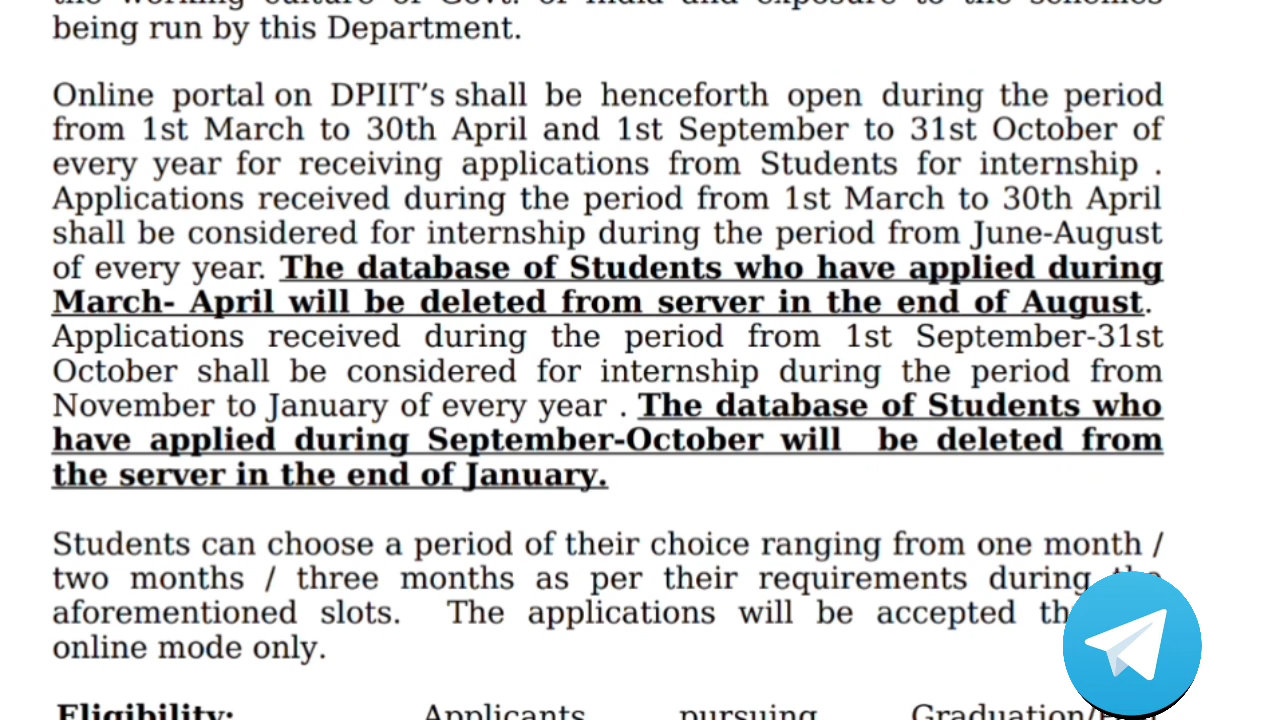 being run by this Department.
Online portal on DPIIT’s shall be henceforth open during the period
from 1st March to 30th April and 1st September to 31st October of
every year for receiving applications from Students for internship .
Applications received during the period from 1st March to 30th April
shall be considered for internship during the period from June-August
of every year. The database of Students who have applied during
March- April will be deleted from server in the end of August.
Applications received during the period from 1st September-31st
October shall be considered for internship during the period from
November to January of every year . The database of Students who
have applied during September-October will be deleted from
the server in the end of January.
Students can choose a period of their choice ranging from one month /
two months / three months as per their requirements during
aforementioned slots. The applications will be accepted
online mode only.
Eligibility: Applicants pursuing Graduation/